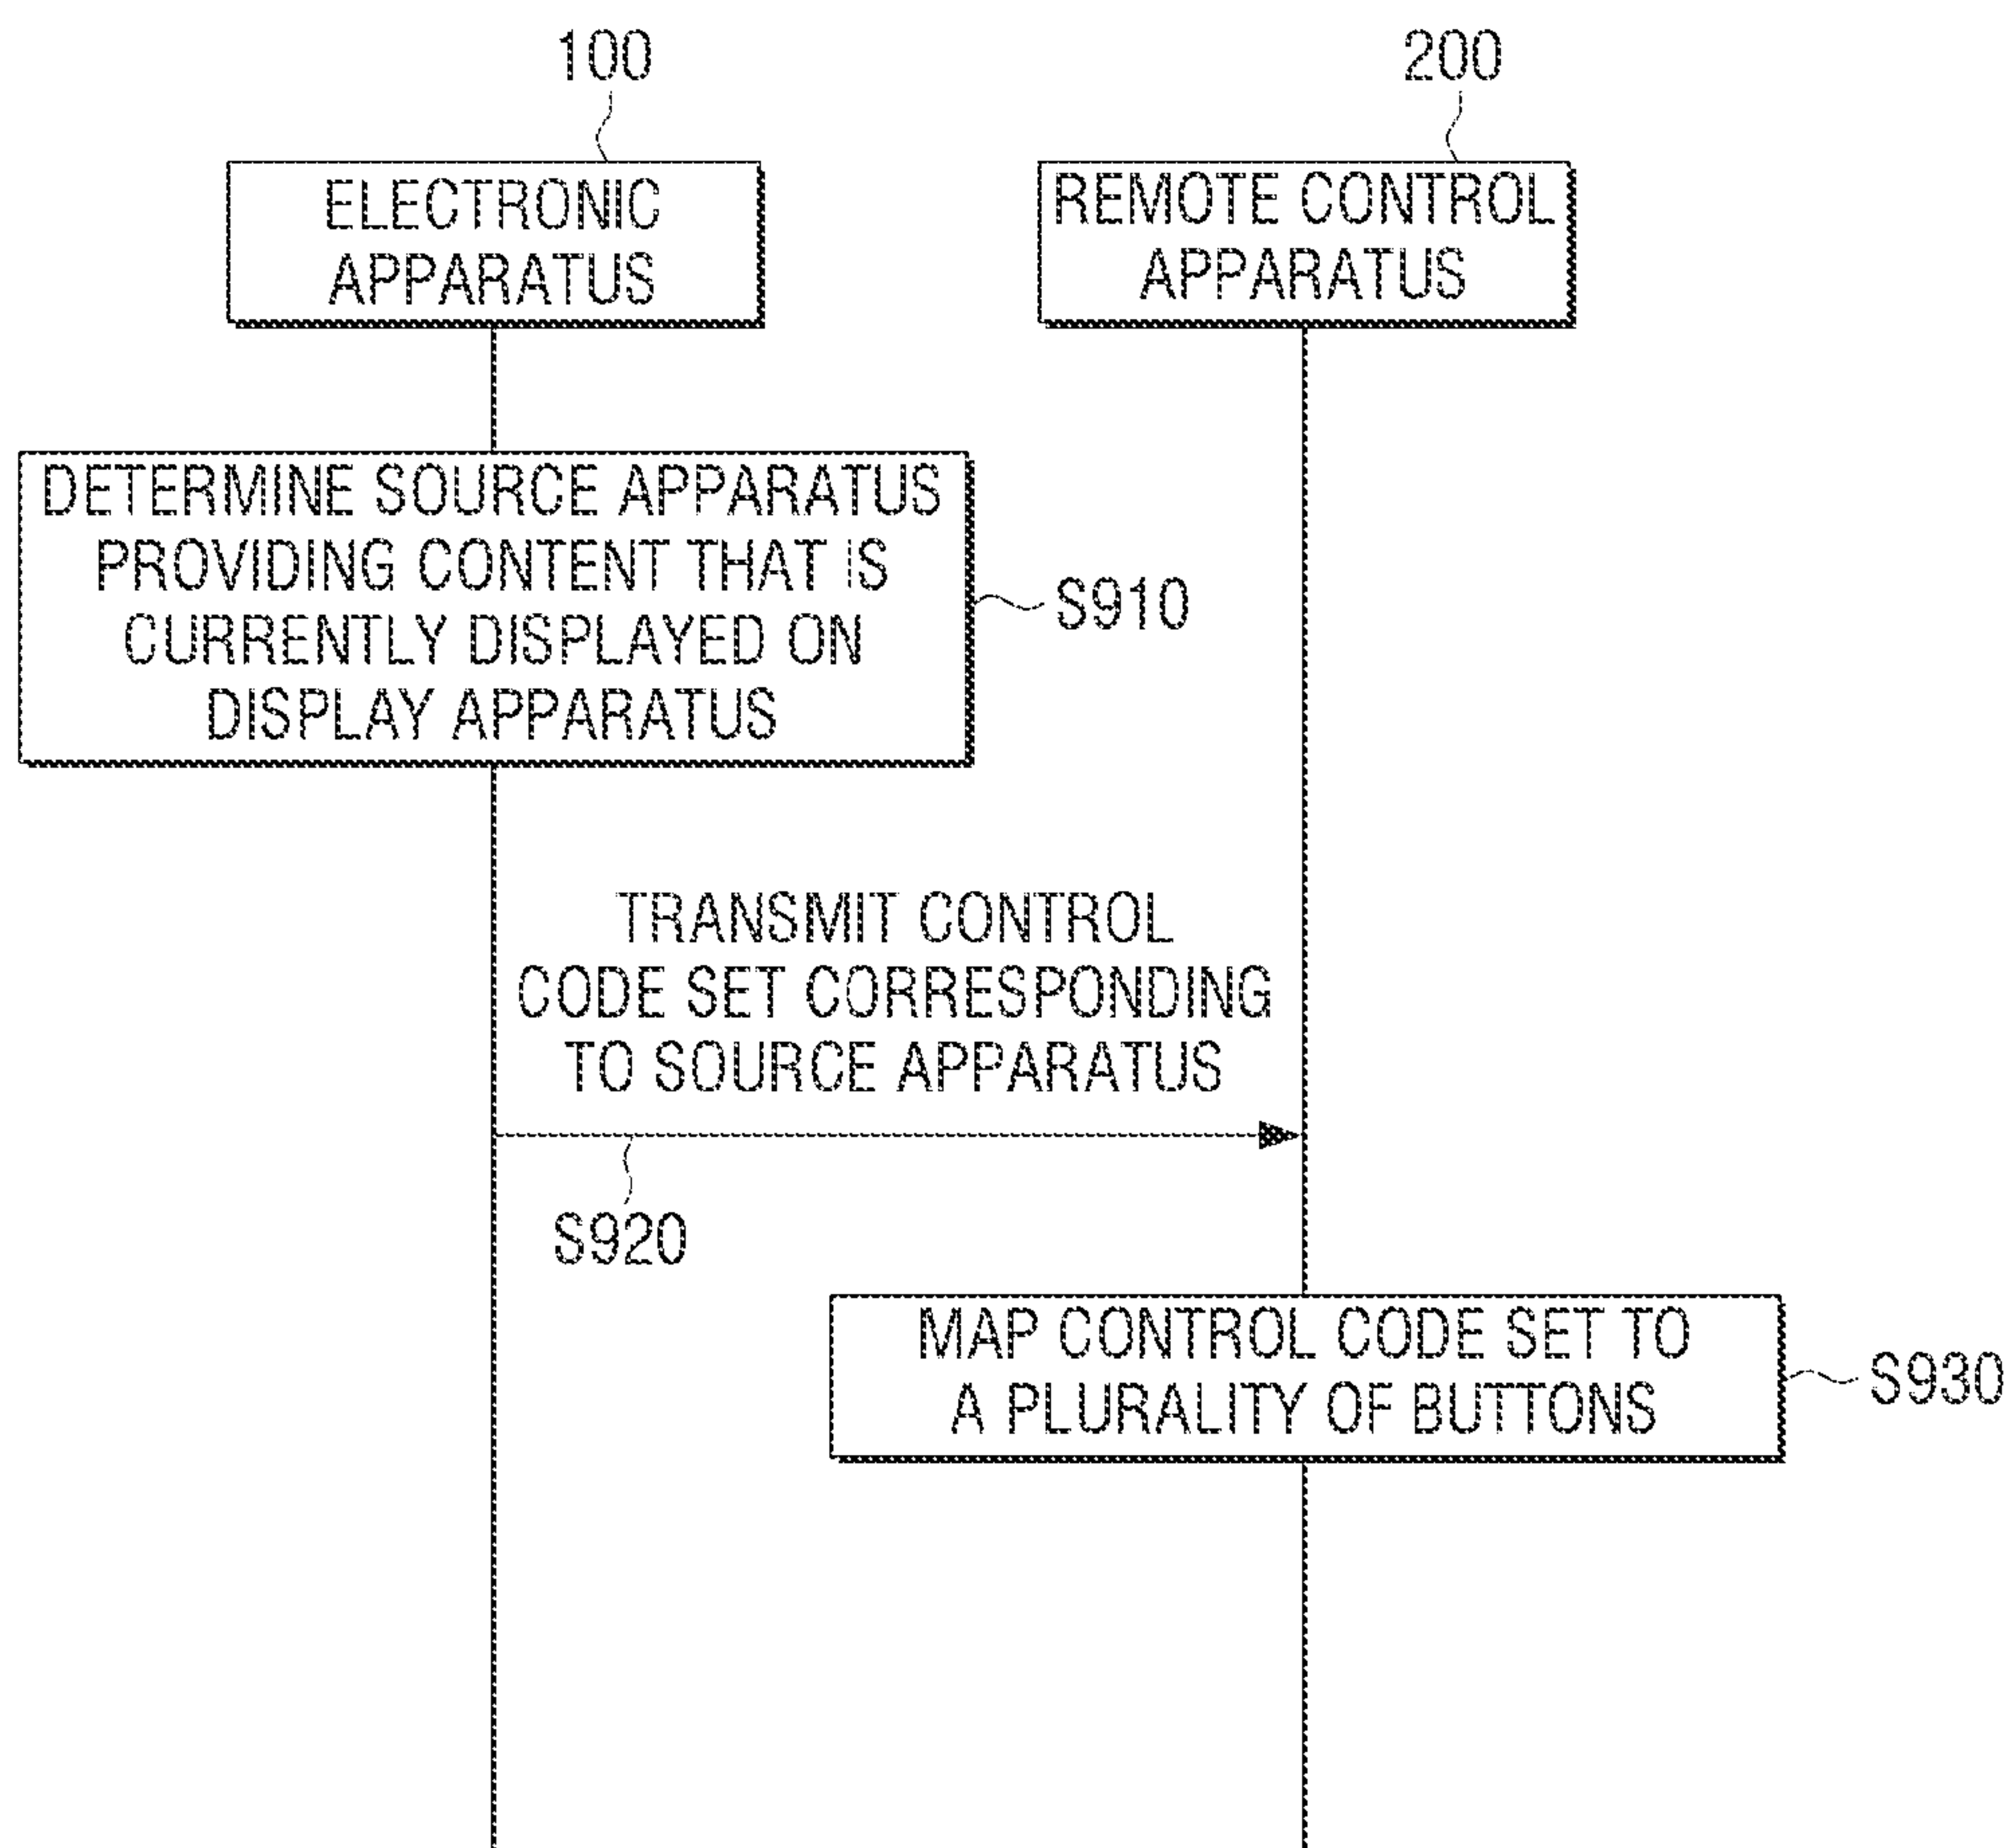 100
200
ELECTRONIC
APPARATUS
REMOTE CONTROL
APPARATUS
DETERMINE SOURCE APPARATUS
PROVIDING CONTENT THAT IS
CURRENTLY DISPLAYED ON
DISPLAY APPARATUS
S910
TRANSMIT CONTROL
CODE SET CORRESPONDING
TO SOURCE APPARATUS
S920
MAP CONTROL CODE SET TO
A PLURALITY OF BUTTONS
S930